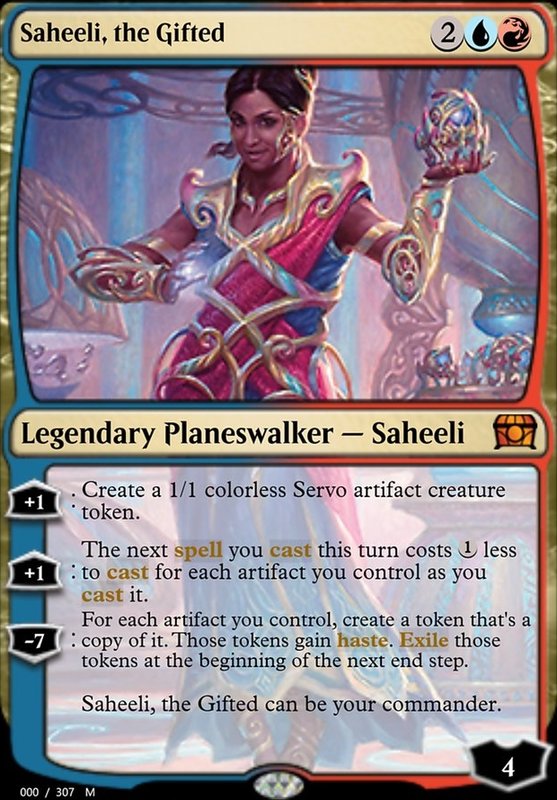 Saheeli, the Gifted 2
Legendary Planeswalker — Saheeli
+1 : Create a 1/1 colorless Servo artifact creature
token.
The next spell you cast this turn costs 1 less
+1 : to cast for each artifact you control as you
cast it.
For each artifact you control, create a token that's a
-7 : copy of it. Those tokens gain haste. Exile those
tokens at the beginning of the next end step.
Saheeli, the Gifted can be your commander.
4
000 / 307 M